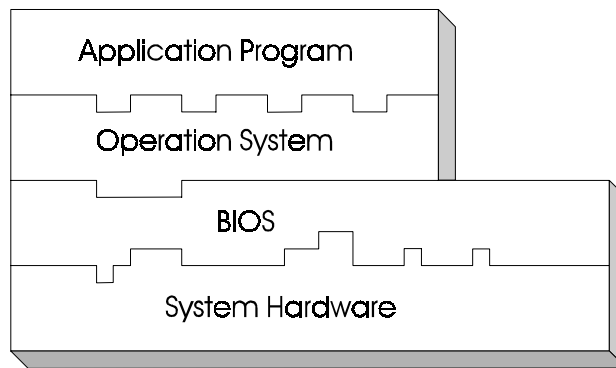 Application Program
Operation System
BIOS
System Hardware